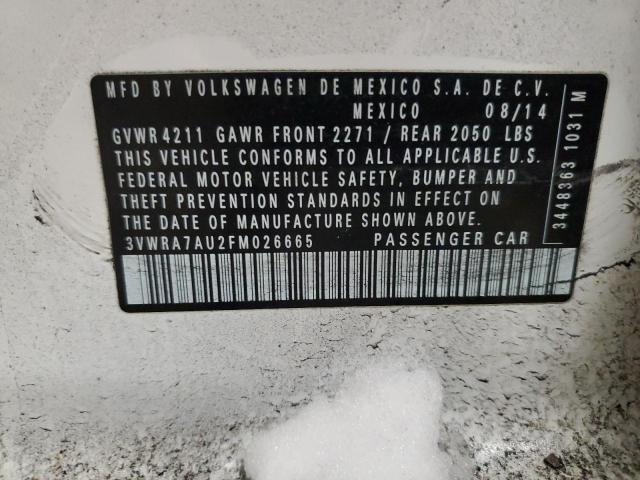 MFD BY VOLKSWAGEN DE MEXICO S.A. DE C.V.
MEXICO 08/14
GVWR 4211 GAWR FRONT 2271 / REAR 2050 LBS
THIS VEHICLE CONFORMS TO ALL APPLICABLE U.S.
FEDERAL MOTOR VEHICLE SAFETY, BUMPER AND
THEFT PREVENTION STANDARDS IN EFFECT ON
THE DATE OF MANUFACTURE SHOWN ABOVE.
3VWRA7AU2FM026665 PASSENGER CAR
3448363 1031 M